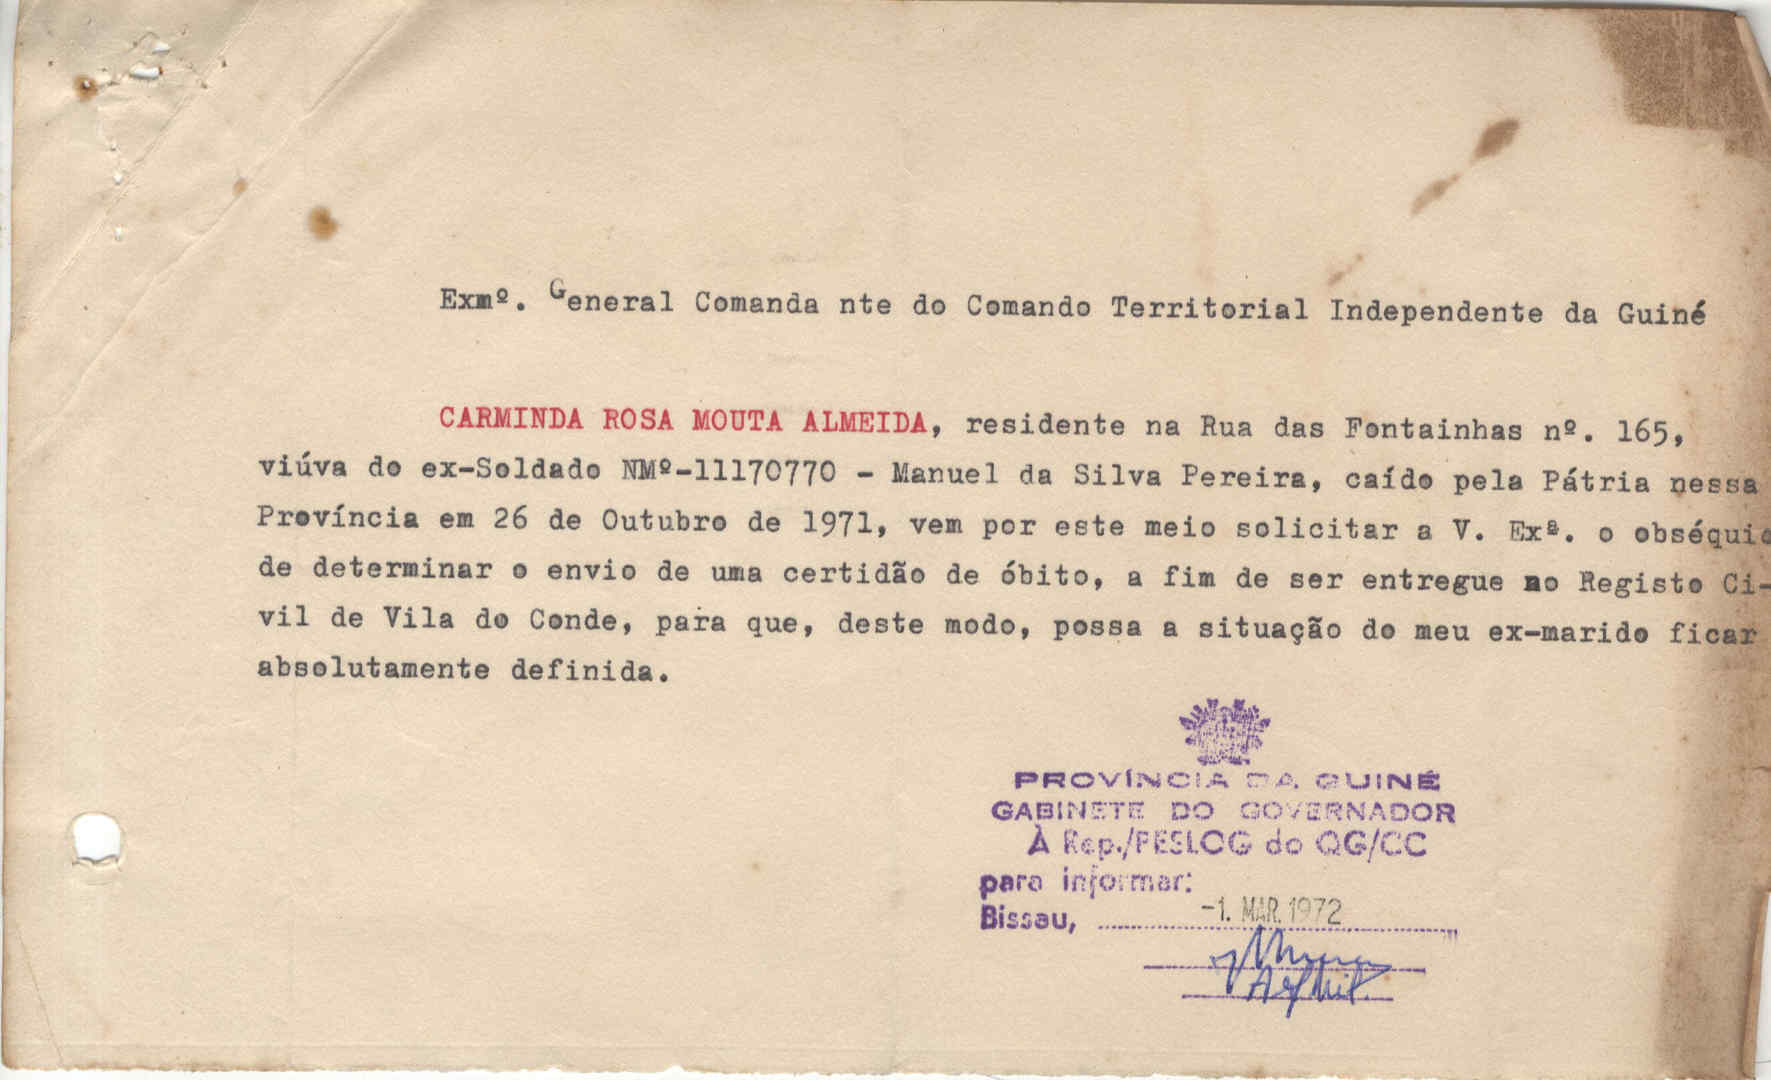 Exmº. General Comanda nte do Comando Territorial Independente da Guiné
CARMINDA ROSA MOUTA ALMEIDA, residente na Rua das Fontainhas nº. 165,
viúva do ex-Soldado NMº-11170770 - Manuel da Silva Pereira, caído pela Pátria nessa
Província em 26 de Outubro de 1971, vem por este meio solicitar a V. Exª. o obséquio
de determinar o envio de uma certidão de óbito, a fim de ser entregue no Registo Ci-
vil de Vila do Conde, para que, deste modo, possa a situação do meu ex-marido ficar
absolutamente definida.
PROVÍNCIA DA GUINÉ
GABINETE DO GOVERNADOR
À Rep./PESLOG do QG/CC
para informar:
Bissau, -1. MAR. 1972